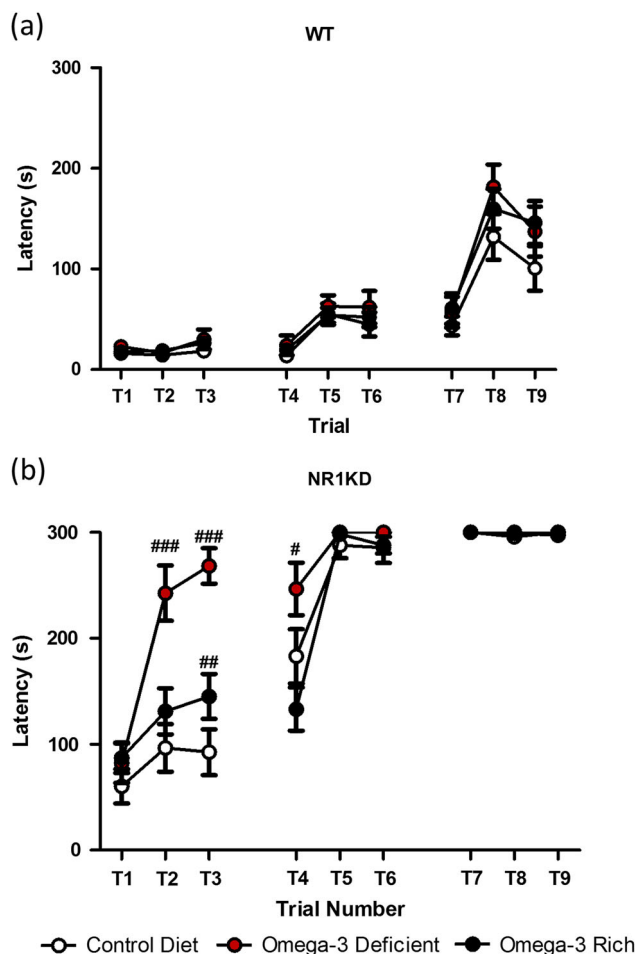 (a)
WT
300
200
100
0
Latency (s)
T1 T2 T3 T4 T5 T6 T7 T8 T9
Trial
(b)
NR1KD
###
###
#
##
300
200
100
0
Latency (s)
T1 T2 T3 T4 T5 T6 T7 T8 T9
Trial Number
Control Diet Omega-3 Deficient Omega-3 Rich